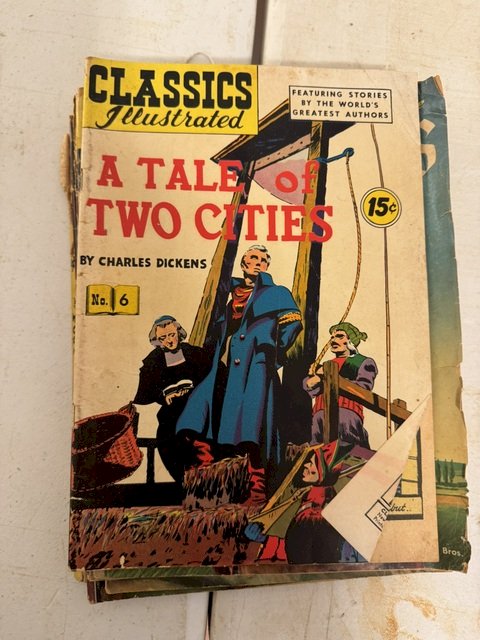 CLASSICS
Illustrated
FEATURING STORIES
BY THE WORLD'S
GREATEST AUTHORS
A TALE of
TWO CITIES
15¢
BY CHARLES DICKENS
No. 6
but..
Bros.